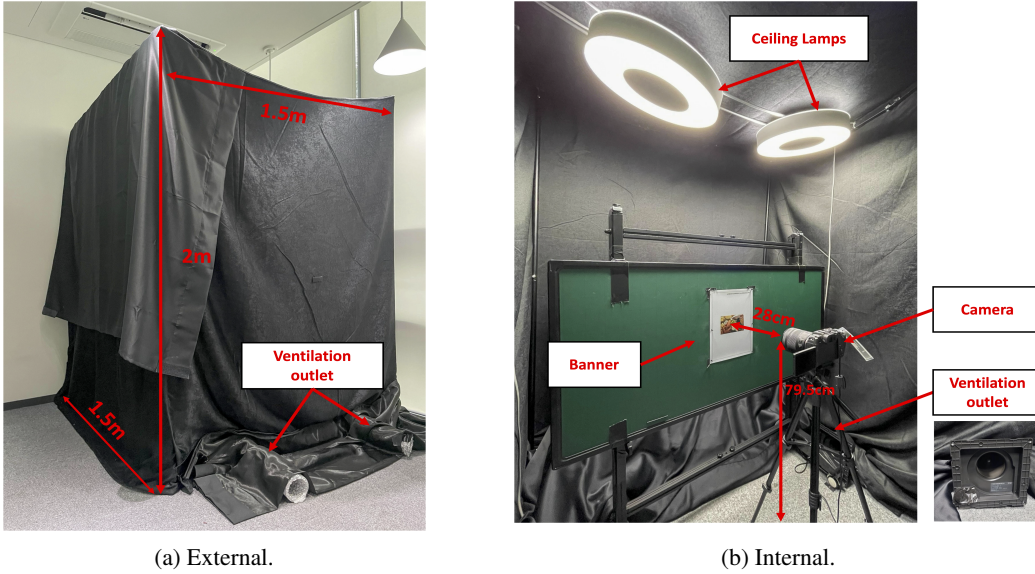 1.5m
2m
Ventilation
outlet
1.5m
(a) External.
Ceiling Lamps
28cm
Camera
Banner
79.5cm
Ventilation
outlet
(b) Internal.